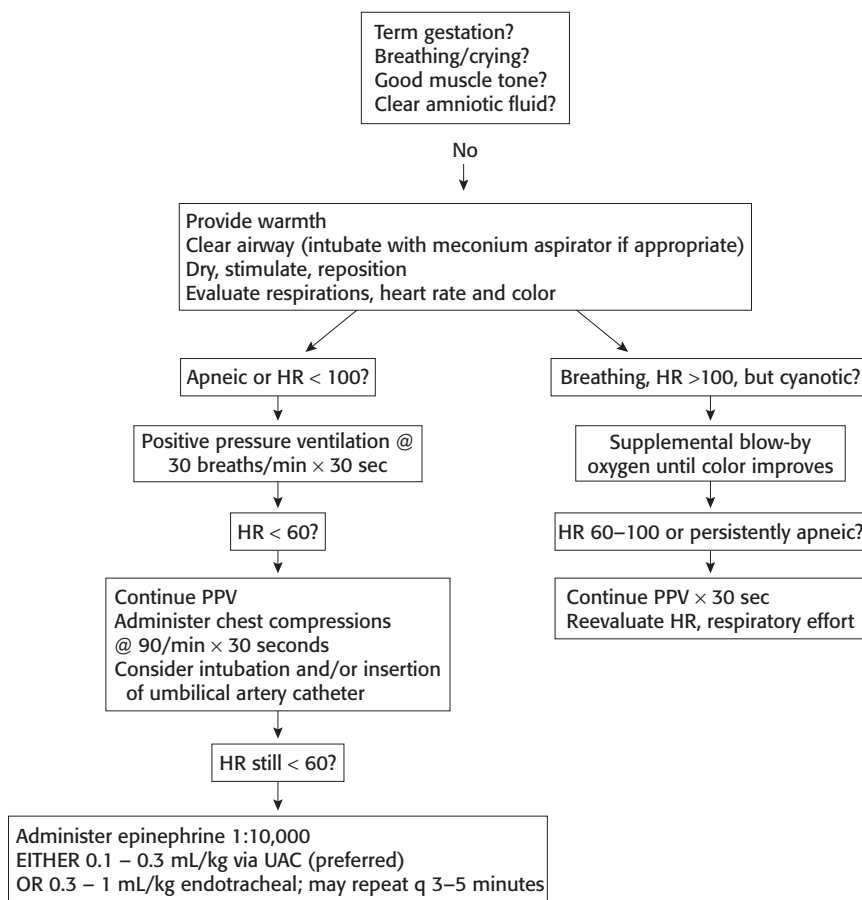 Term gestation?
Breathing/crying?
Good muscle tone?
Clear amniotic fluid?
No
Provide warmth
Clear airway (intubate with meconium aspirator if appropriate)
Dry, stimulate, reposition
Evaluate respirations, heart rate and color
Apneic or HR < 100?
Positive pressure ventilation @
30 breaths/min × 30 sec
HR < 60?
Continue PPV
Administer chest compressions
@ 90/min × 30 seconds
Consider intubation and/or insertion
of umbilical artery catheter
HR still < 60?
Administer epinephrine 1:10,000
EITHER 0.1 – 0.3 mL/kg via UAC (preferred)
OR 0.3 – 1 mL/kg endotracheal; may repeat q 3–5 minutes
Breathing, HR >100, but cyanotic?
Supplemental blow-by
oxygen until color improves
HR 60–100 or persistently apneic?
Continue PPV × 30 sec
Reevaluate HR, respiratory effort